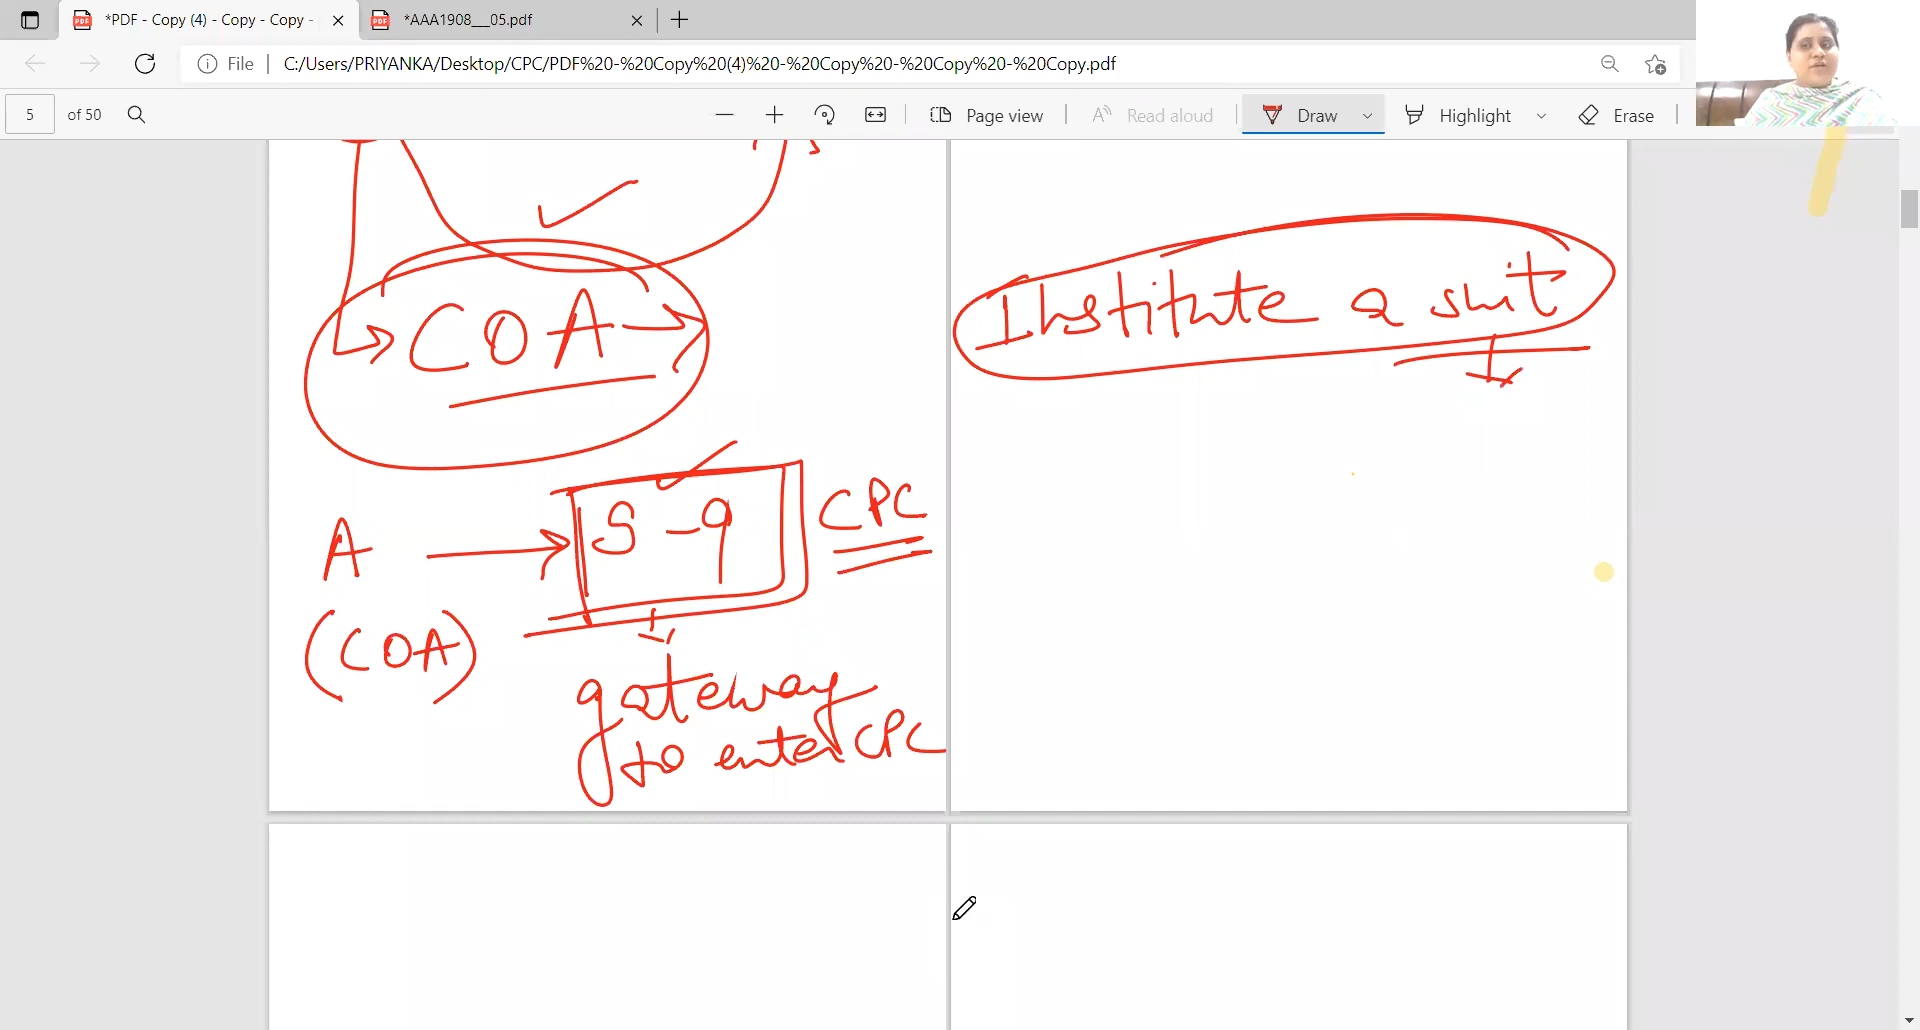 *PDF - Copy (4) - Copy - Copy -
*AAA1908___05.pdf
File
C:/Users/PRIYANKA/Desktop/CPC/PDF%20-%20Copy%20(4)%20-%20Copy%20-%20Copy%20-%20Copy.pdf
5 of 50
Page view
Read aloud
Draw
Highlight
Erase
COA
A
S-9
CPC
(COA)
gateway
to enter CPC
Institute a suit